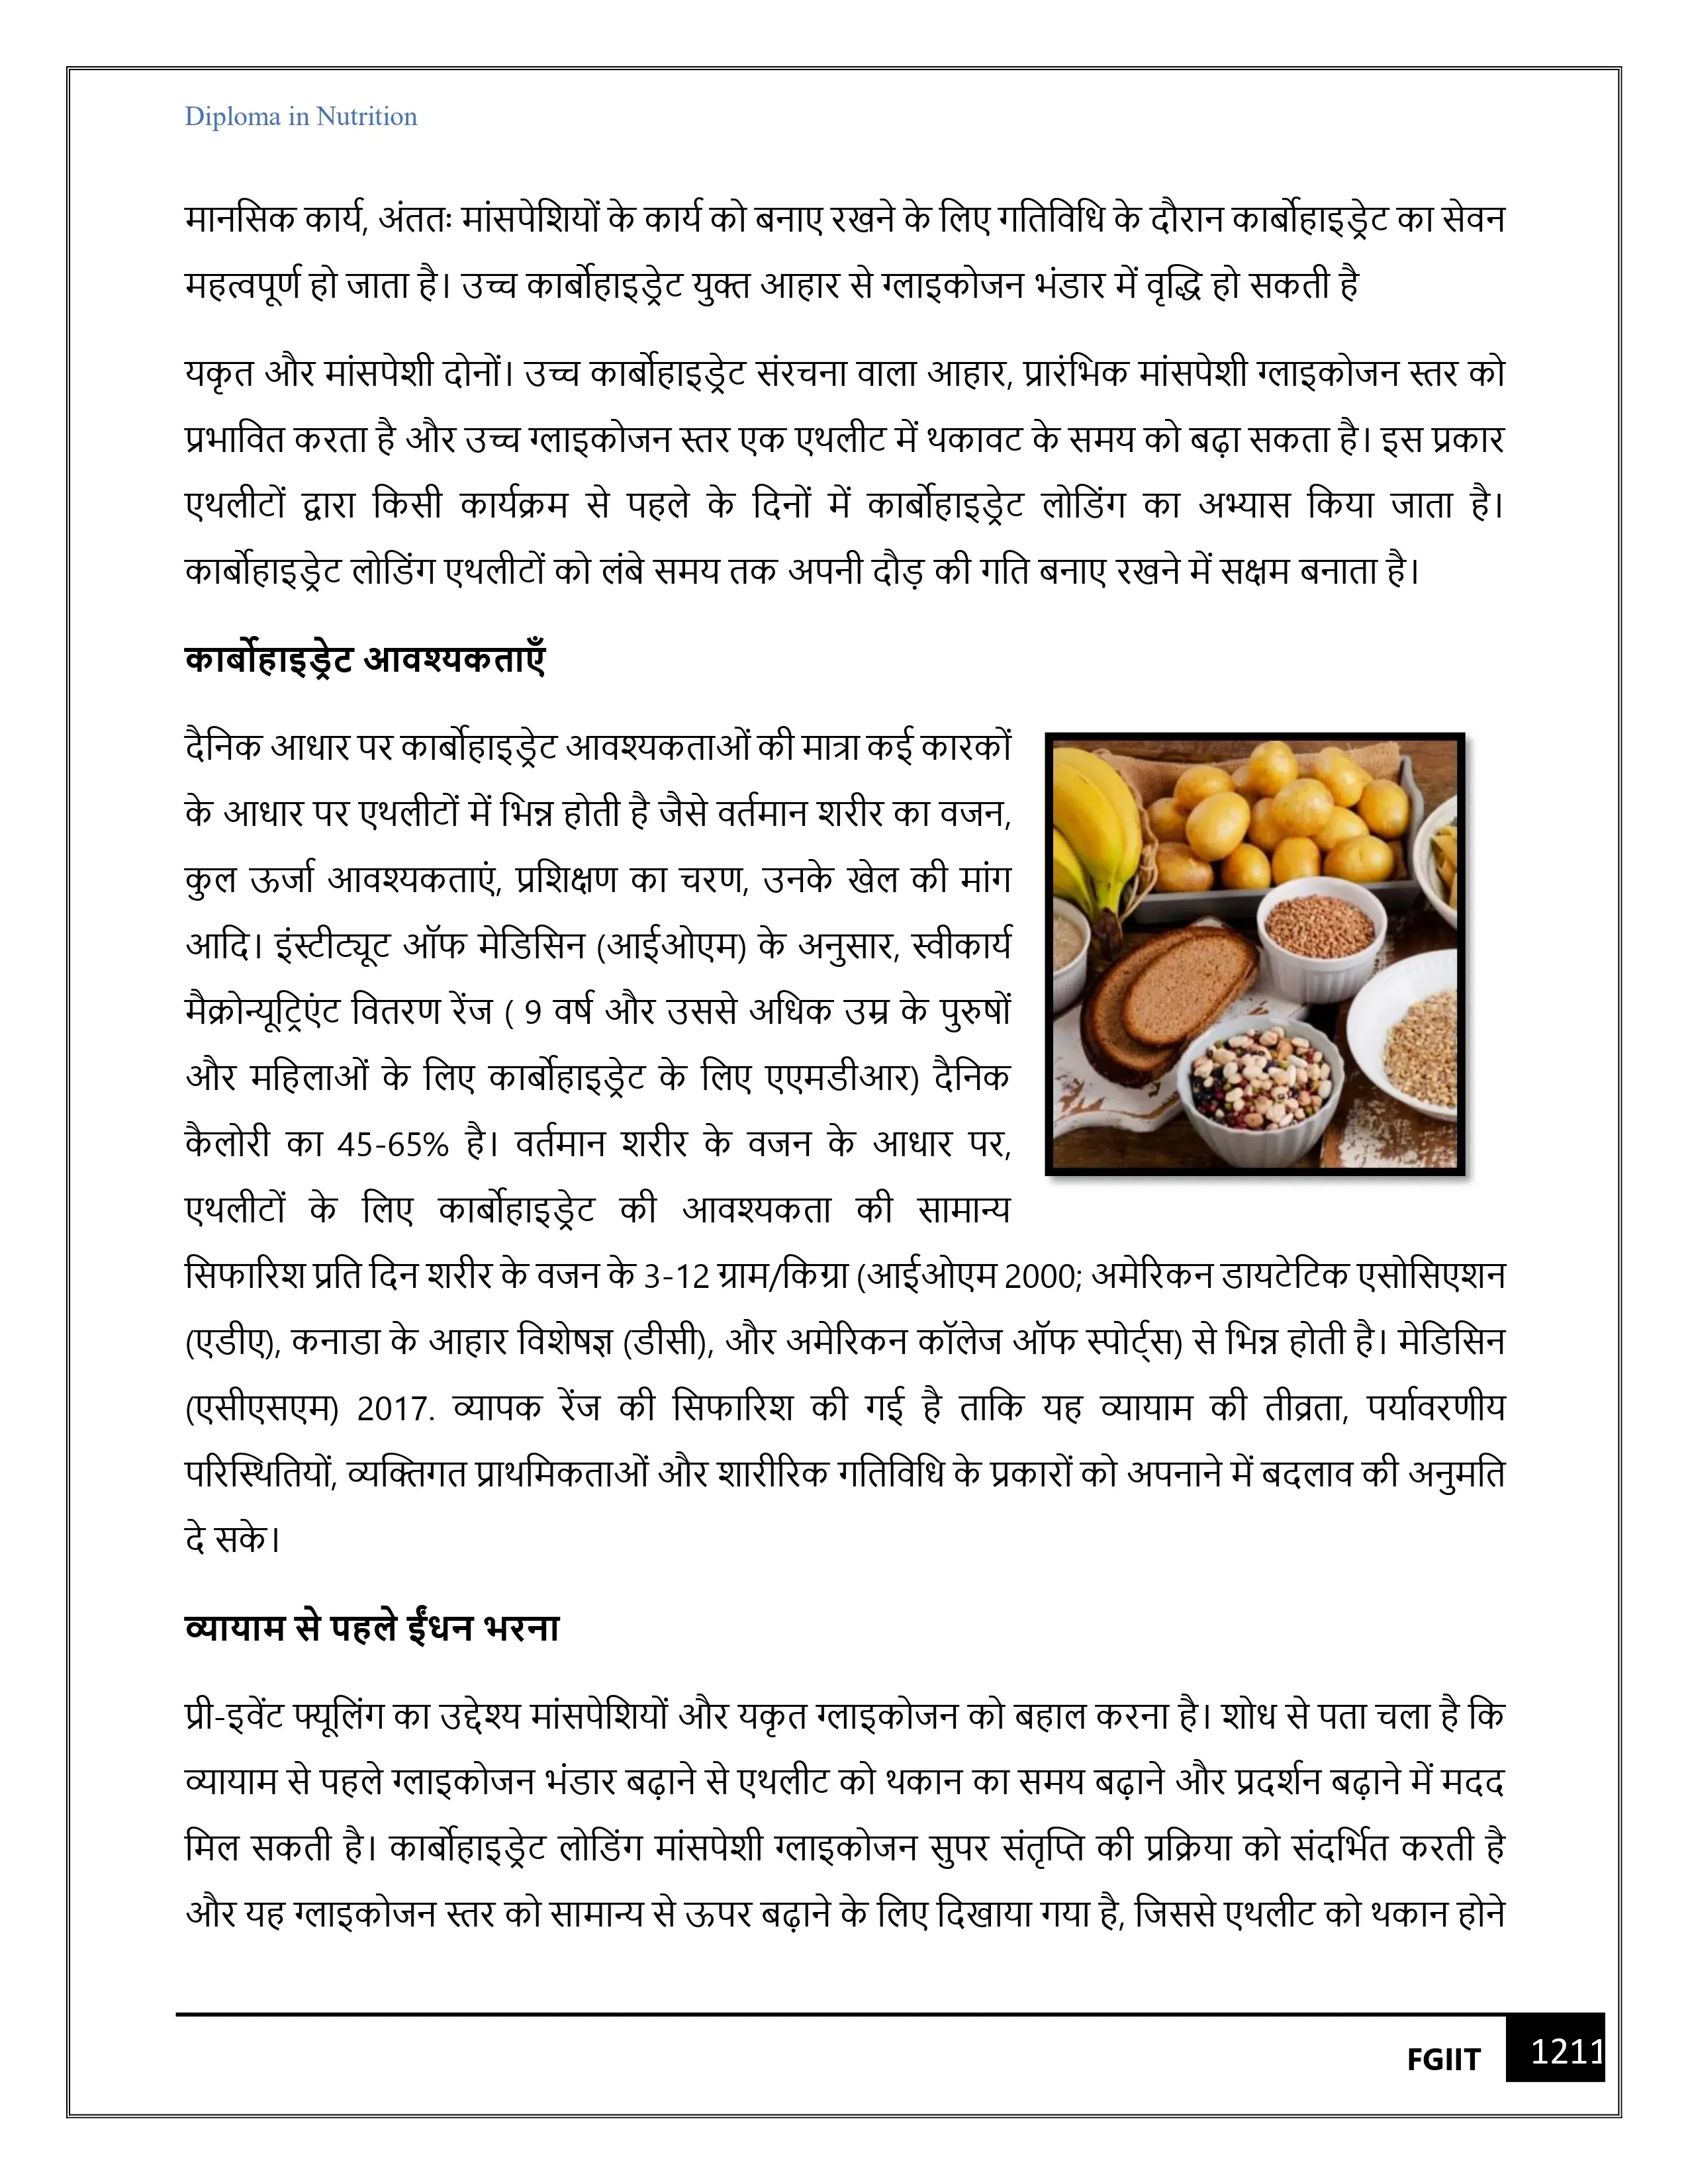 Diploma in Nutrition
मानसिक कार्य, अंततः मांसपेशियों के कार्य को बनाए रखने के लिए गतिविधि के दौरान कार्बोहाइड्रेट का सेवन
महत्वपूर्ण हो जाता है। उच्च कार्बोहाइड्रेट युक्त आहार से ग्लाइकोजन भंडार में वृद्धि हो सकती है
यकृत और मांसपेशी दोनों। उच्च कार्बोहाइड्रेट संरचना वाला आहार, प्रारंभिक मांसपेशी ग्लाइकोजन स्तर को
प्रभावित करता है और उच्च ग्लाइकोजन स्तर एक एथलीट में थकावट के समय को बढ़ा सकता है। इस प्रकार
एथलीटों द्वारा किसी कार्यक्रम से पहले के दिनों में कार्बोहाइड्रेट लोडिंग का अभ्यास किया जाता है।
कार्बोहाइड्रेट लोडिंग एथलीटों को लंबे समय तक अपनी दौड़ की गति बनाए रखने में सक्षम बनाता है।
कार्बोहाइड्रेट आवश्यकताएँ
दैनिक आधार पर कार्बोहाइड्रेट आवश्यकताओं की मात्रा कई कारकों
के आधार पर एथलीटों में भिन्न होती है जैसे वर्तमान शरीर का वजन,
कुल ऊर्जा आवश्यकताएं, प्रशिक्षण का चरण, उनके खेल की मांग
आदि। इंस्टीट्यूट ऑफ मेडिसिन (आईओएम) के अनुसार, स्वीकार्य
मैक्रोन्यूट्रिएंट वितरण रेंज ( 9 वर्ष और उससे अधिक उम्र के पुरुषों
और महिलाओं के लिए कार्बोहाइड्रेट के लिए एएमडीआर) दैनिक
कैलोरी का 45-65% है। वर्तमान शरीर के वजन के आधार पर,
एथलीटों के लिए कार्बोहाइड्रेट की आवश्यकता की सामान्य
सिफारिश प्रति दिन शरीर के वजन के 3-12 ग्राम/किग्रा (आईओएम 2000; अमेरिकन डायटेटिक एसोसिएशन
(एडीए), कनाडा के आहार विशेषज्ञ (डीसी), और अमेरिकन कॉलेज ऑफ स्पोर्ट्स) से भिन्न होती है। मेडिसिन
(एसीएसएम) 2017. व्यापक रेंज की सिफारिश की गई है ताकि यह व्यायाम की तीव्रता, पर्यावरणीय
परिस्थितियों, व्यक्तिगत प्राथमिकताओं और शारीरिक गतिविधि के प्रकारों को अपनाने में बदलाव की अनुमति
दे सके।
व्यायाम से पहले ईंधन भरना
प्री-इवेंट फ्यूलिंग का उद्देश्य मांसपेशियों और यकृत ग्लाइकोजन को बहाल करना है। शोध से पता चला है कि
व्यायाम से पहले ग्लाइकोजन भंडार बढ़ाने से एथलीट को थकान का समय बढ़ाने और प्रदर्शन बढ़ाने में मदद
मिल सकती है। कार्बोहाइड्रेट लोडिंग मांसपेशी ग्लाइकोजन सुपर संतृप्ति की प्रक्रिया को संदर्भित करती है
और यह ग्लाइकोजन स्तर को सामान्य से ऊपर बढ़ाने के लिए दिखाया गया है, जिससे एथलीट को थकान होने
FGIIT 1211